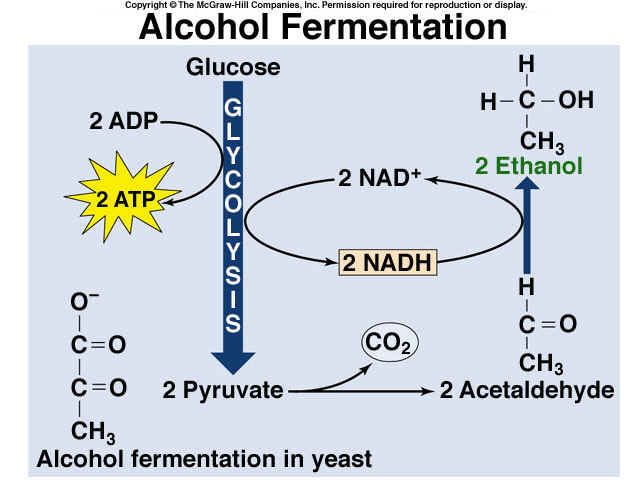 Copyright © The McGraw-Hill Companies, Inc. Permission required for reproduction or display.
Alcohol Fermentation
Glucose
GLYCOLYSIS
2 ADP
2 ATP
2 NAD⁺
2 NADH
H
H–C–OH
CH₃
2 Ethanol
O⁻
C=O
C=O
CH₃
2 Pyruvate
CO₂
H
C=O
CH₃
2 Acetaldehyde
Alcohol fermentation in yeast